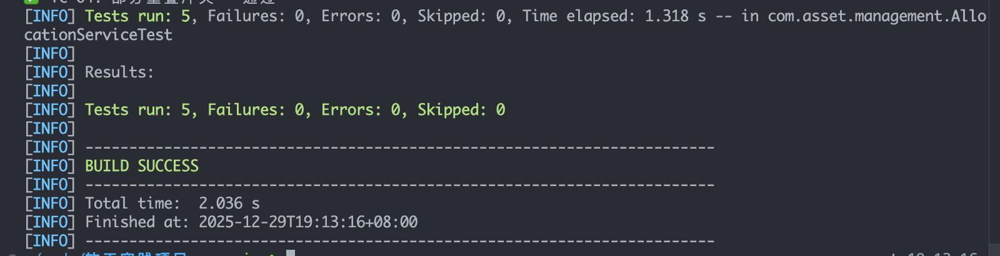 [INFO] Tests run: 5, Failures: 0, Errors: 0, Skipped: 0, Time elapsed: 1.318 s -- in com.asset.management.Allo
cationServiceTest
[INFO]
[INFO] Results:
[INFO]
[INFO] Tests run: 5, Failures: 0, Errors: 0, Skipped: 0
[INFO]
[INFO] ------------------------------------------------------------------------
[INFO] BUILD SUCCESS
[INFO] ------------------------------------------------------------------------
[INFO] Total time:  2.036 s
[INFO] Finished at: 2025-12-29T19:13:16+08:00
[INFO] ------------------------------------------------------------------------